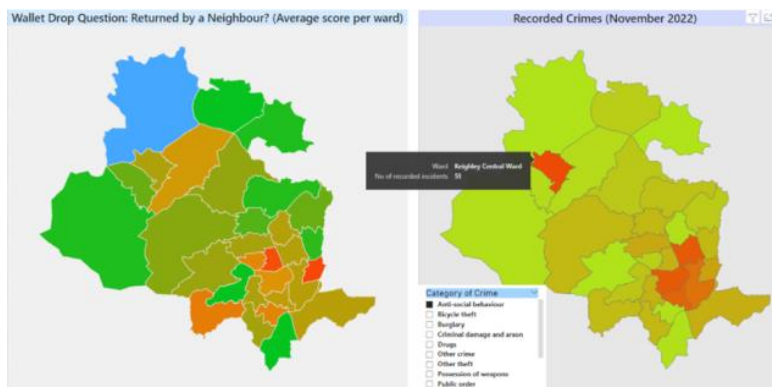 Wallet Drop Question: Returned by a Neighbour? (Average score per ward)
Recorded Crimes (November 2022)
Ward Keighley Central Ward
No of recorded incidents 51
Category of Crime
Anti-social behaviour
Bicycle theft
Burglary
Criminal damage and arson
Drugs
Other crime
Other theft
Possession of weapons
Public order